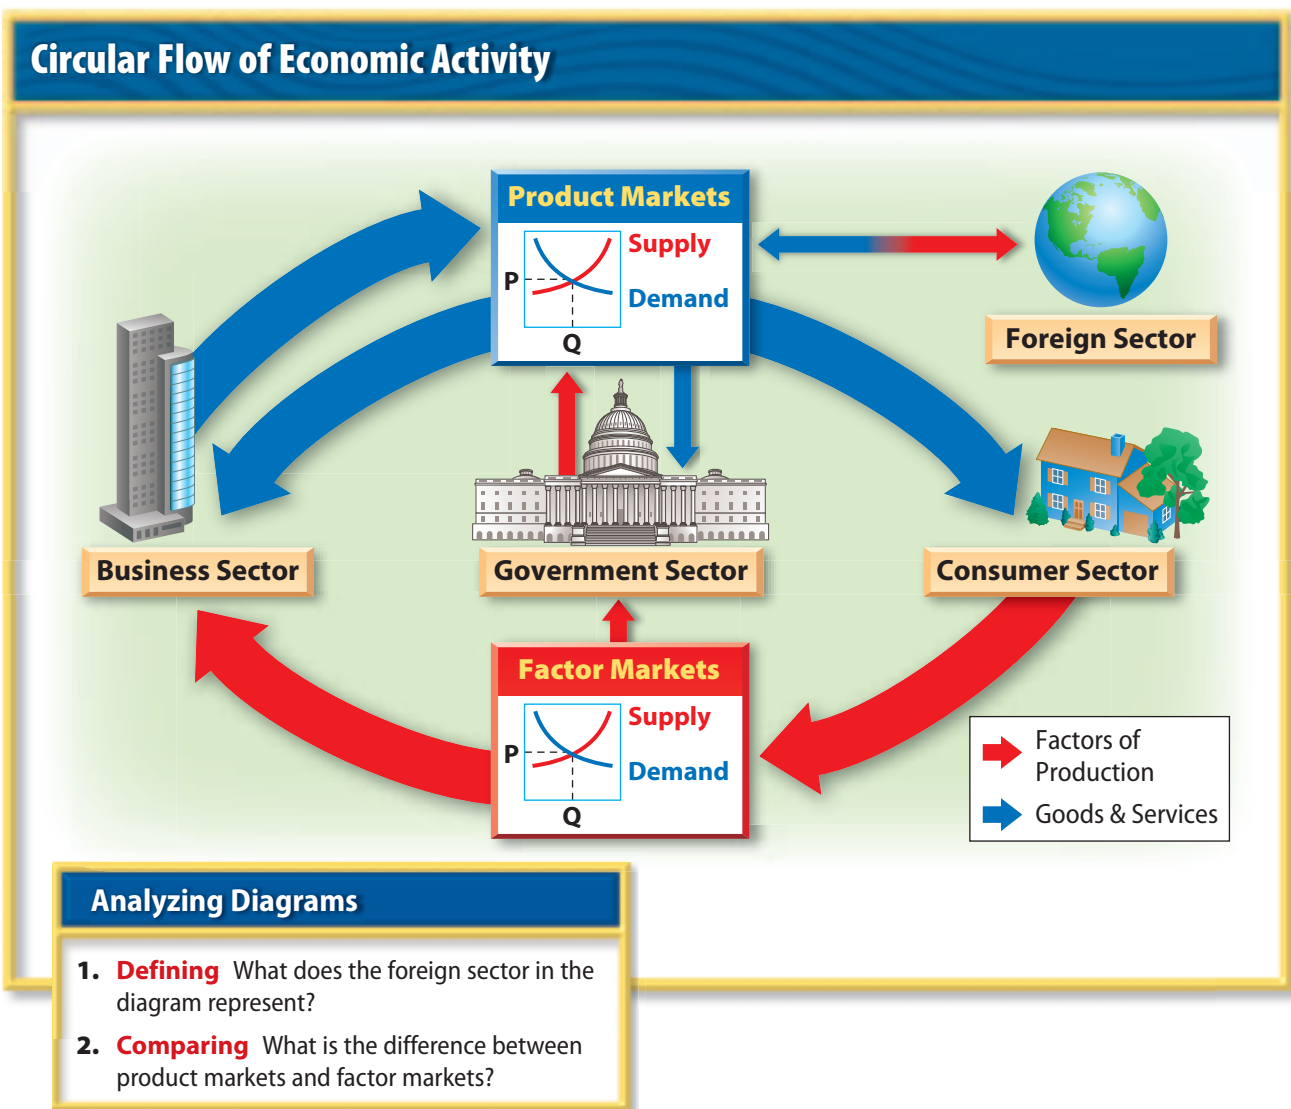 Circular Flow of Economic Activity
Product Markets
Supply
P
Demand
Q
Foreign Sector
Business Sector
Government Sector
Consumer Sector
Factor Markets
Supply
P
Demand
Q
Factors of
Production
Goods & Services
Analyzing Diagrams
1. Defining What does the foreign sector in the
diagram represent?
2. Comparing What is the difference between
product markets and factor markets?